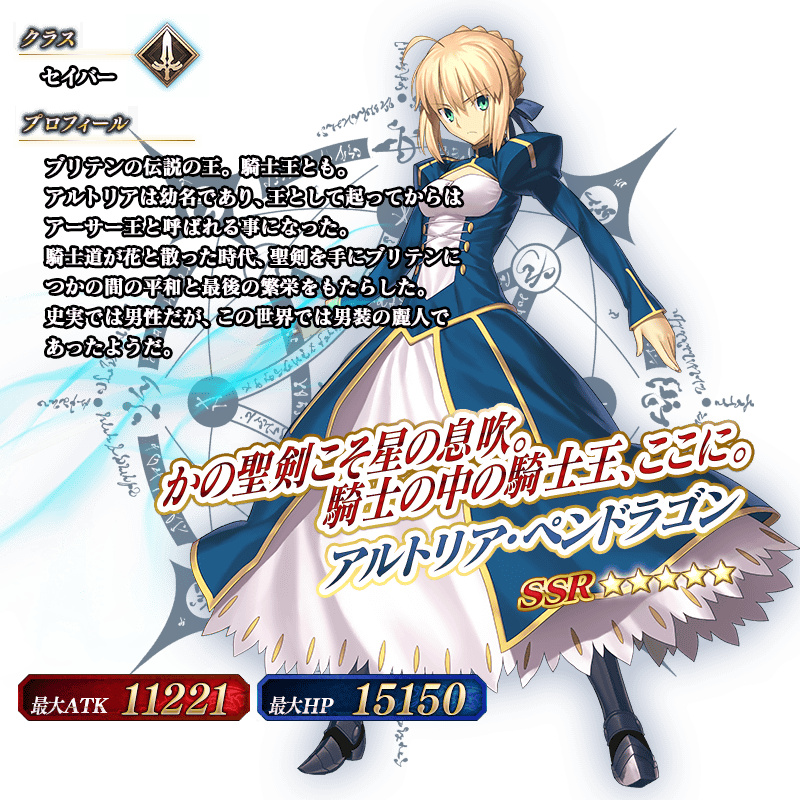 クラス
セイバー
プロフィール
ブリテンの伝説の王。騎士王とも。
アルトリアは幼名であり、王として起ってからは
アーサー王と呼ばれる事になった。
騎士道が花と散った時代、聖剣を手にブリテンに
つかの間の平和と最後の繁栄をもたらした。
史実では男性だが、この世界では男装の麗人で
あったようだ。
かの聖剣こそ星の息吹。
騎士の中の騎士王、ここに。
アルトリア・ペンドラゴン
SSR ★★★★★
最大ATK 11221
最大HP 15150